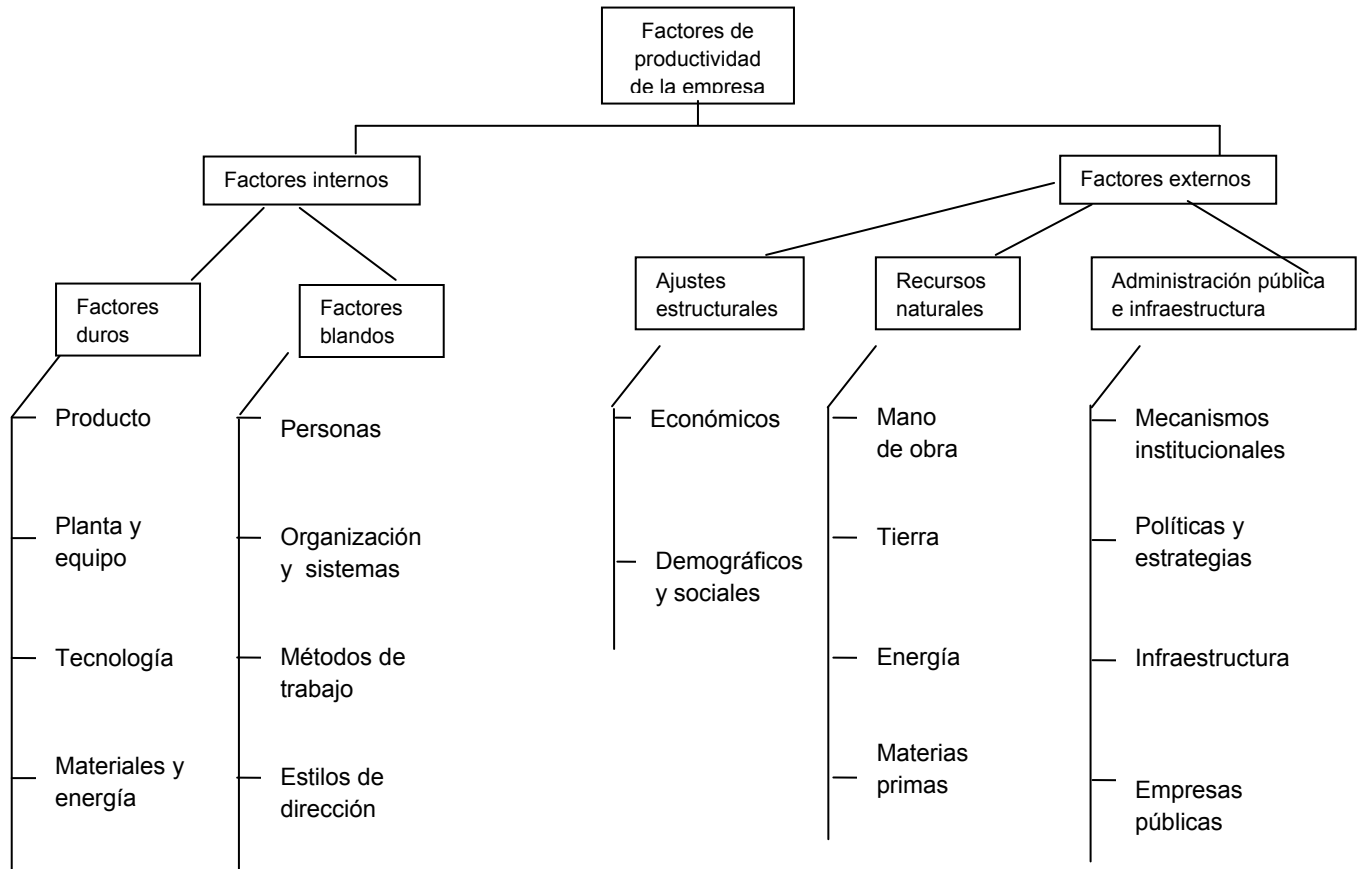 Factores de
productividad
de la empresa
Factores internos
Factores externos
Factores
duros
Factores
blandos
Ajustes
estructurales
Recursos
naturales
Administración pública
e infraestructura
Producto
Planta y
equipo
Tecnología
Materiales y
energía
Personas
Organización
y sistemas
Métodos de
trabajo
Estilos de
dirección
Económicos
Demográficos
y sociales
Mano
de obra
Tierra
Energía
Materias
primas
Mecanismos
institucionales
Políticas y
estrategias
Infraestructura
Empresas
públicas